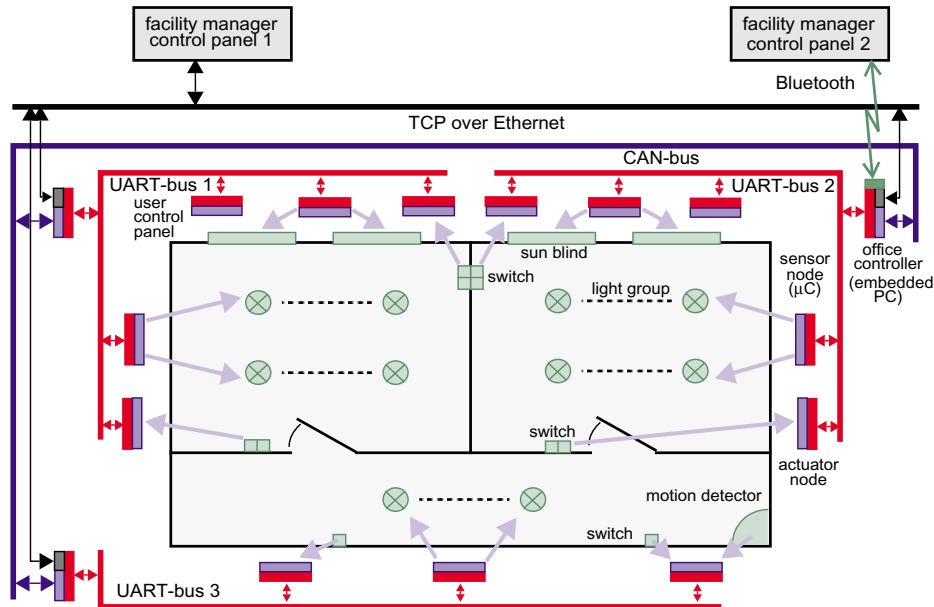 facility manager
control panel 1
facility manager
control panel 2
Bluetooth
TCP over Ethernet
CAN-bus
UART-bus 1
UART-bus 2
user
control
panel
sun blind
switch
light group
sensor
node
(µC)
office
controller
(embedded
PC)
switch
actuator
node
motion detector
switch
UART-bus 3